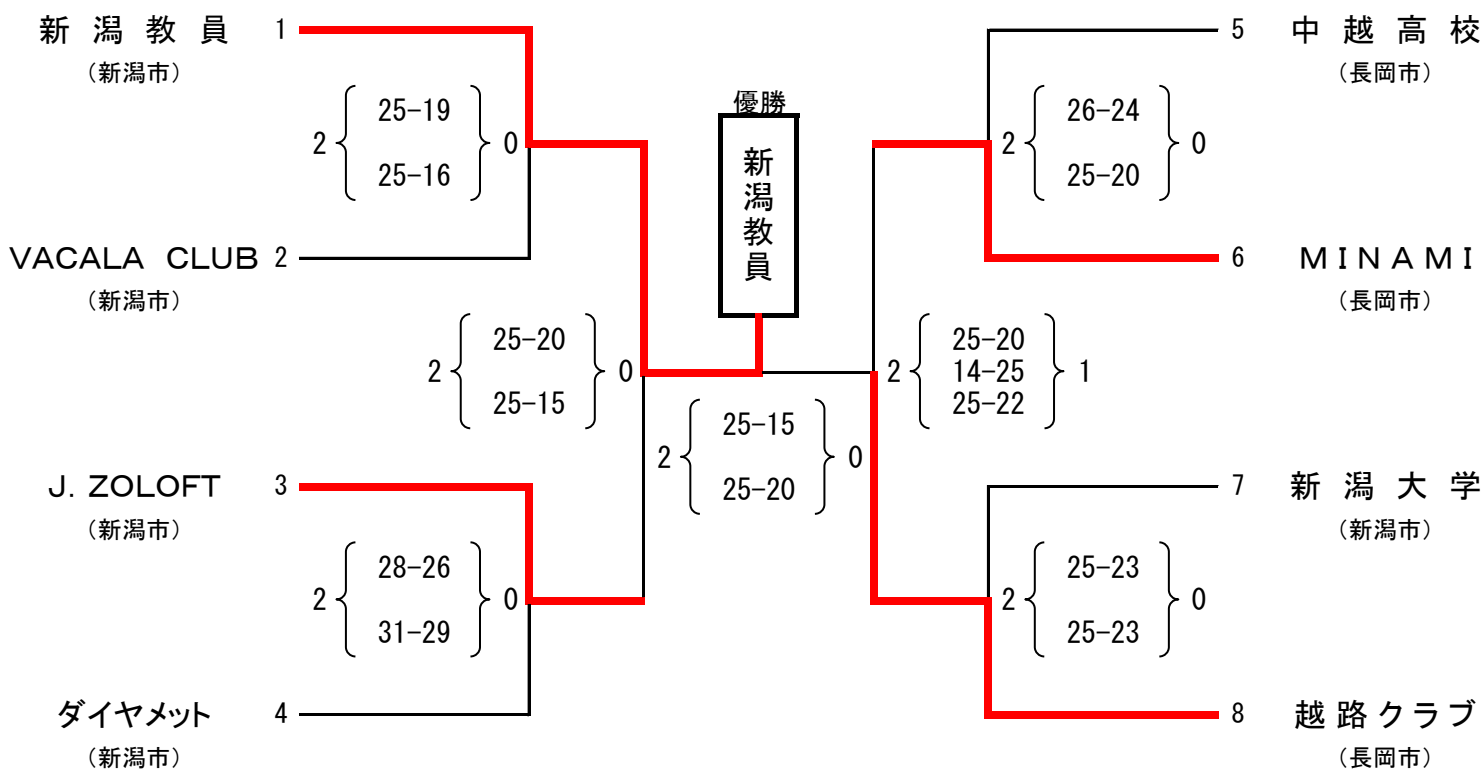 新潟教員 1
(新潟市)
2 25-19 0
25-16
VACALA CLUB 2
(新潟市)
2 25-20 0
25-15
J. ZOLOFT 3
(新潟市)
2 28-26 0
31-29
ダイヤメット 4
(新潟市)
優勝
新潟教員
2 25-15 0
25-20
5 中越高校
(長岡市)
2 26-24 0
25-20
6 MINAMI
(長岡市)
25-20
2 14-25 1
25-22
7 新潟大学
(新潟市)
2 25-23 0
25-23
8 越路クラブ
(長岡市)